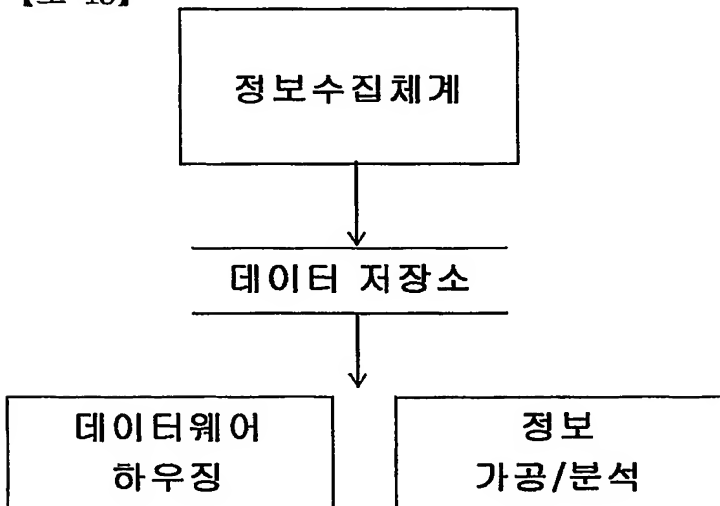 정보수집체계
데이터 저장소
데이터웨어
하우징
정보
가공/분석